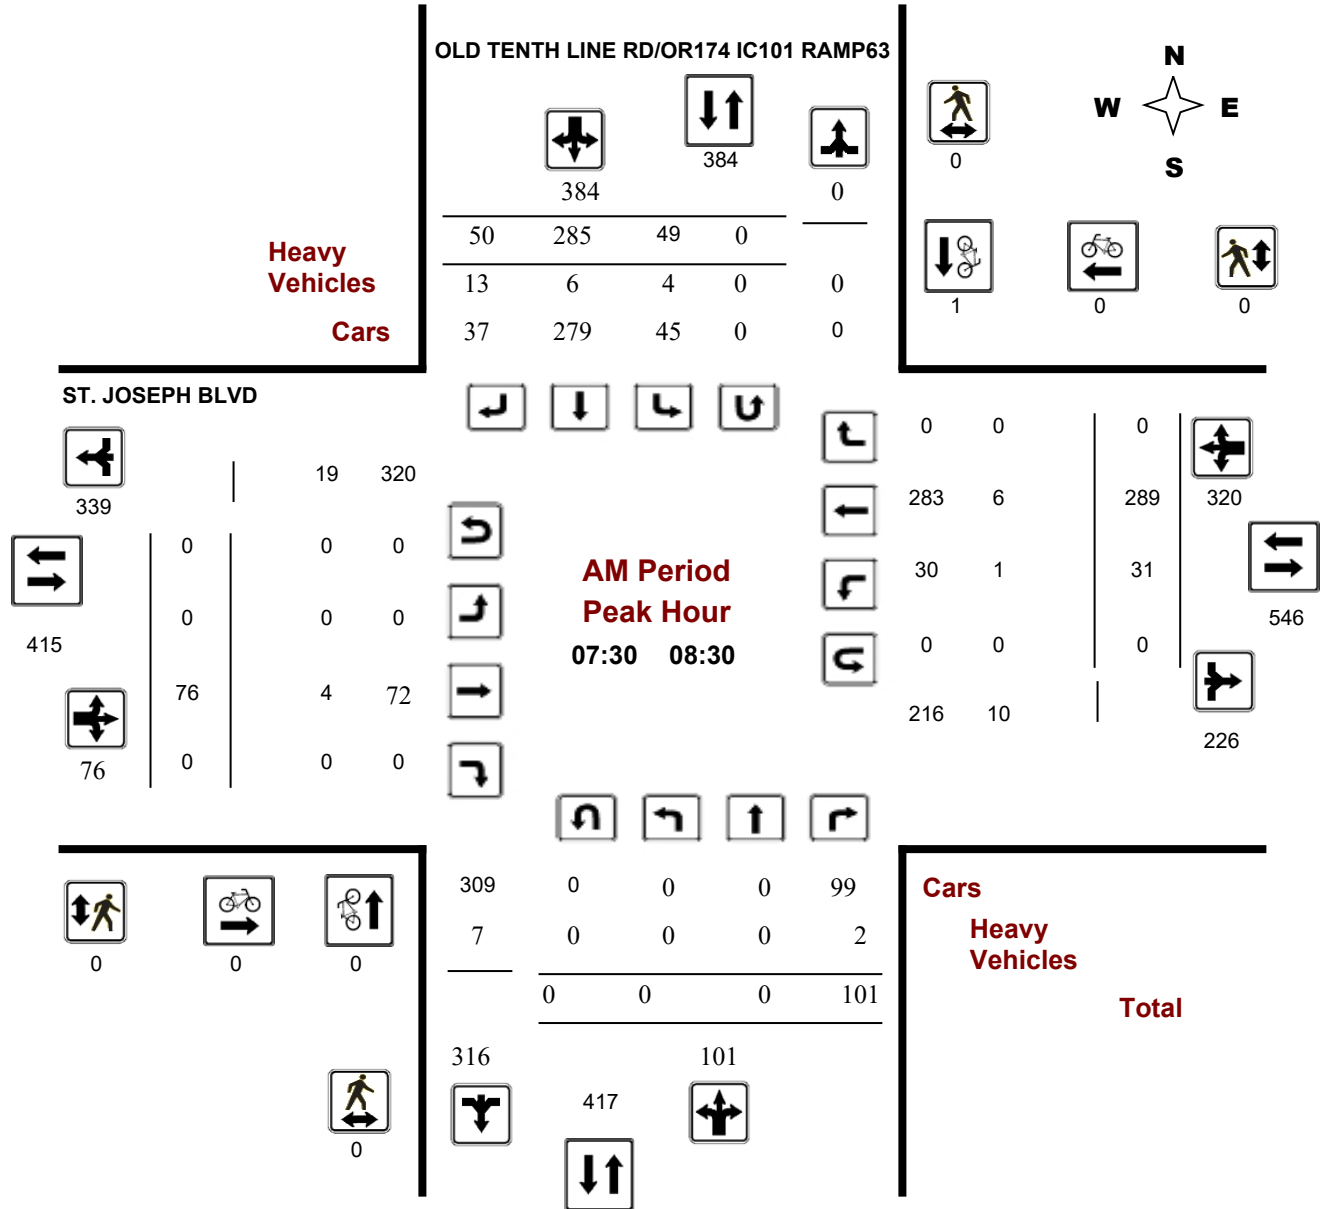 OLD TENTH LINE RD/OR174 IC101 RAMP63
N
W E
S
384
0
384 0
50 285 49 0
Heavy
Vehicles
13 6 4 0 0
1 0 0
Cars
37 279 45 0 0
ST. JOSEPH BLVD
0 0 0
19 320
339
283 6 289 320
0 0 0
AM Period
30 1 31
Peak Hour
0 0 0
546
415
07:30 08:30
0 0 0
76 4 72
216 10
226
76
0 0 0
309 0 0 0 99
Cars
7 0 0 0 2
Heavy
Vehicles
0 0 0
0 0 0 101
Total
316 101
417
0